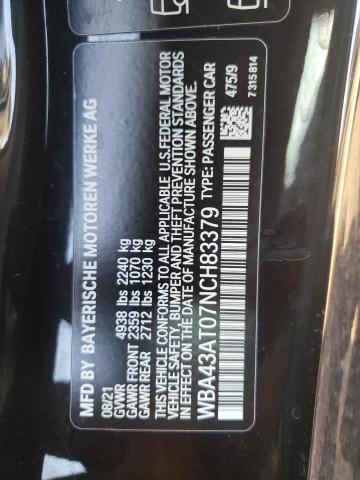 MFD BY BAYERISCHE MOTOREN WERKE AG
08/21
GVWR 4938 lbs 2240 kg
GAWR FRONT 2359 lbs 1070 kg
GAWR REAR 2712 lbs 1230 kg
THIS VEHICLE CONFORMS TO ALL APPLICABLE U.S.FEDERAL MOTOR
VEHICLE SAFETY, BUMPER AND THEFT PREVENTION STANDARDS
IN EFFECT ON THE DATE OF MANUFACTURE SHOWN ABOVE.
WBA43AT07NCH83379 TYPE: PASSENGER CAR
475/9
7 315 814